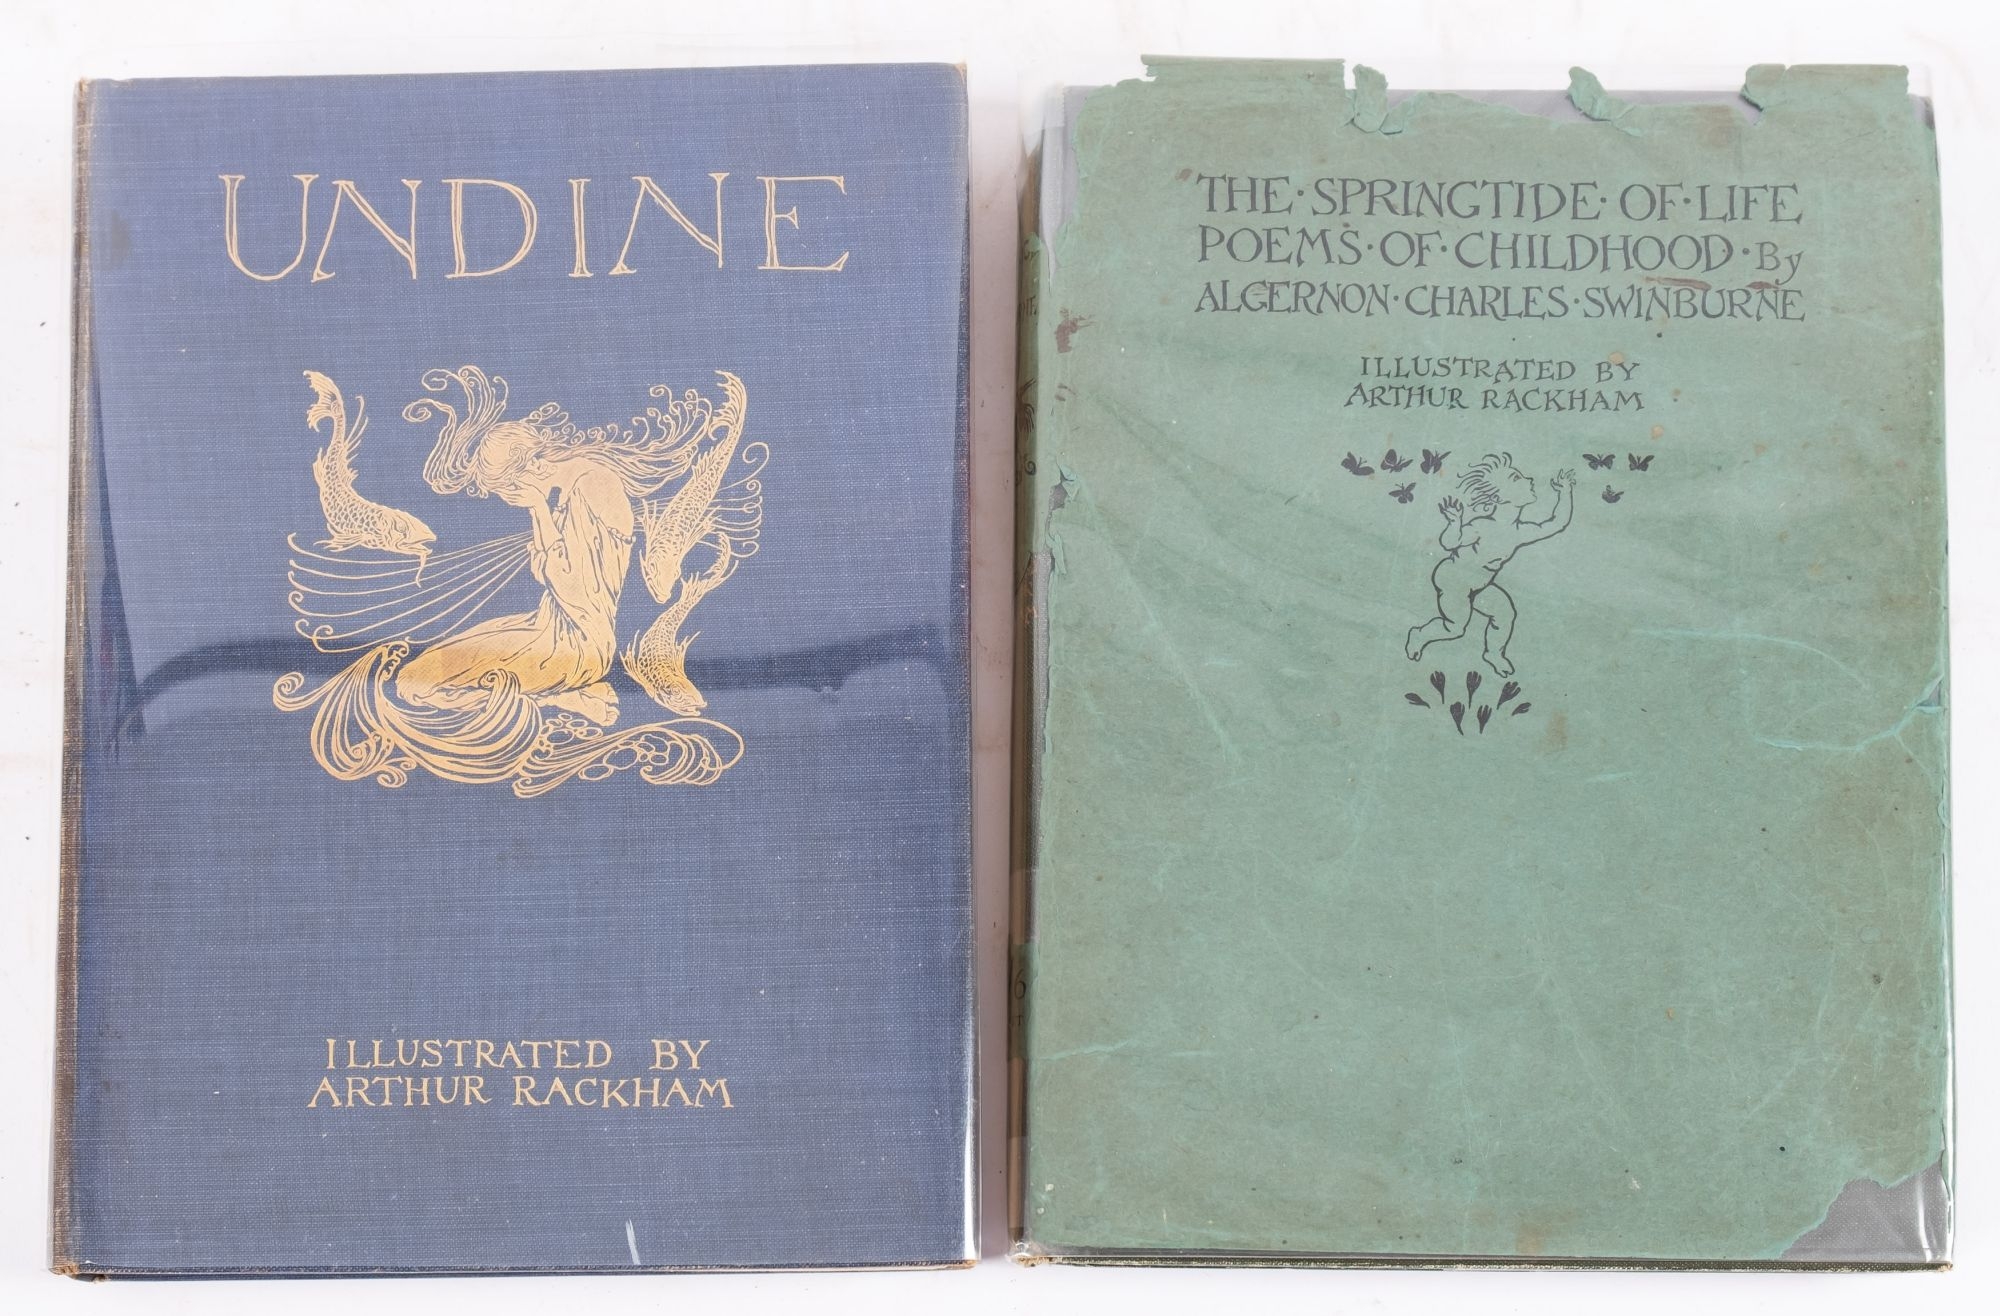 UNDINE
ILLUSTRATED BY
ARTHUR RACKHAM
THE·SPRINGTIDE·OF·LIFE
POEMS·OF·CHILDHOOD·By
ALGERNON·CHARLES·SWINBURNE
ILLUSTRATED BY
ARTHUR RACKHAM